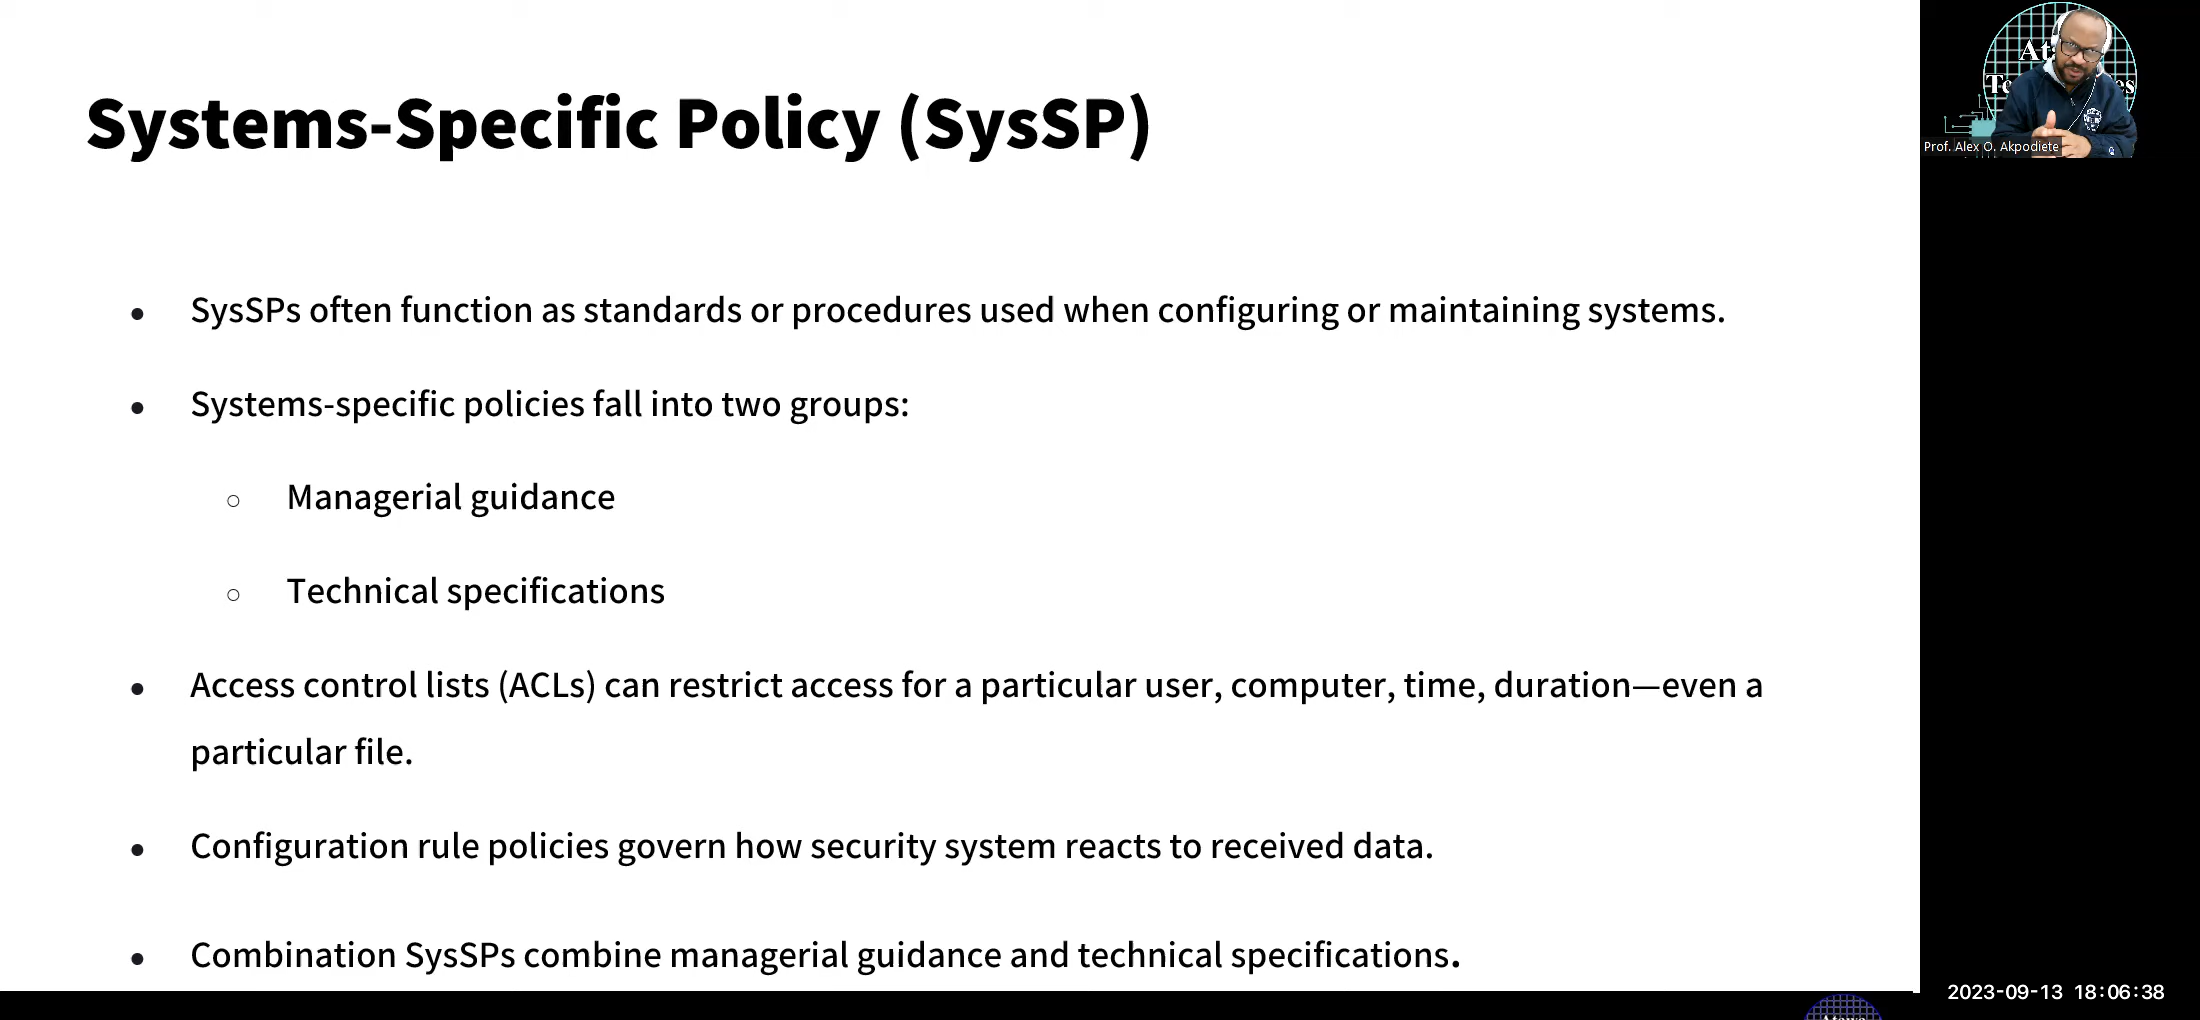 Systems-Specific Policy (SysSP)
● SysSPs often function as standards or procedures used when configuring or maintaining systems.
● Systems-specific policies fall into two groups:
○ Managerial guidance
○ Technical specifications
● Access control lists (ACLs) can restrict access for a particular user, computer, time, duration—even a
particular file.
● Configuration rule policies govern how security system reacts to received data.
● Combination SysSPs combine managerial guidance and technical specifications.
Prof. Alex O. Akpodiete
2023-09-13 18:06:38